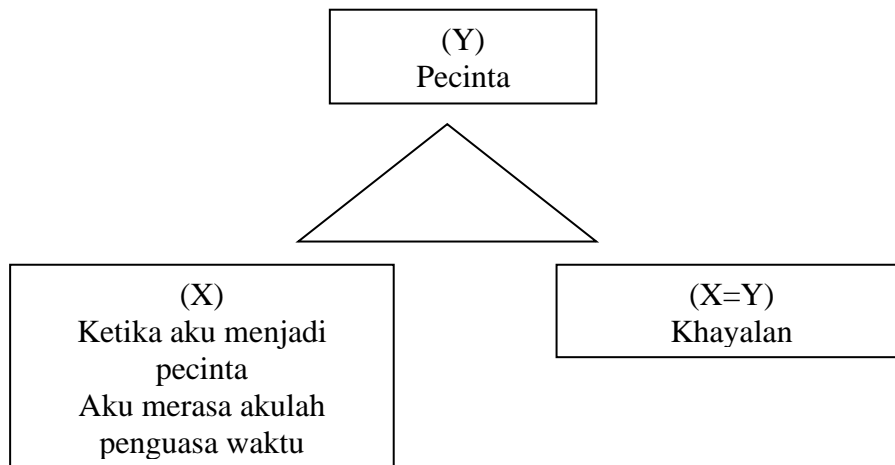 (Y)
Pecinta
(X)
Ketika aku menjadi
pecinta
Aku merasa akulah
penguasa waktu
(X=Y)
Khayalan